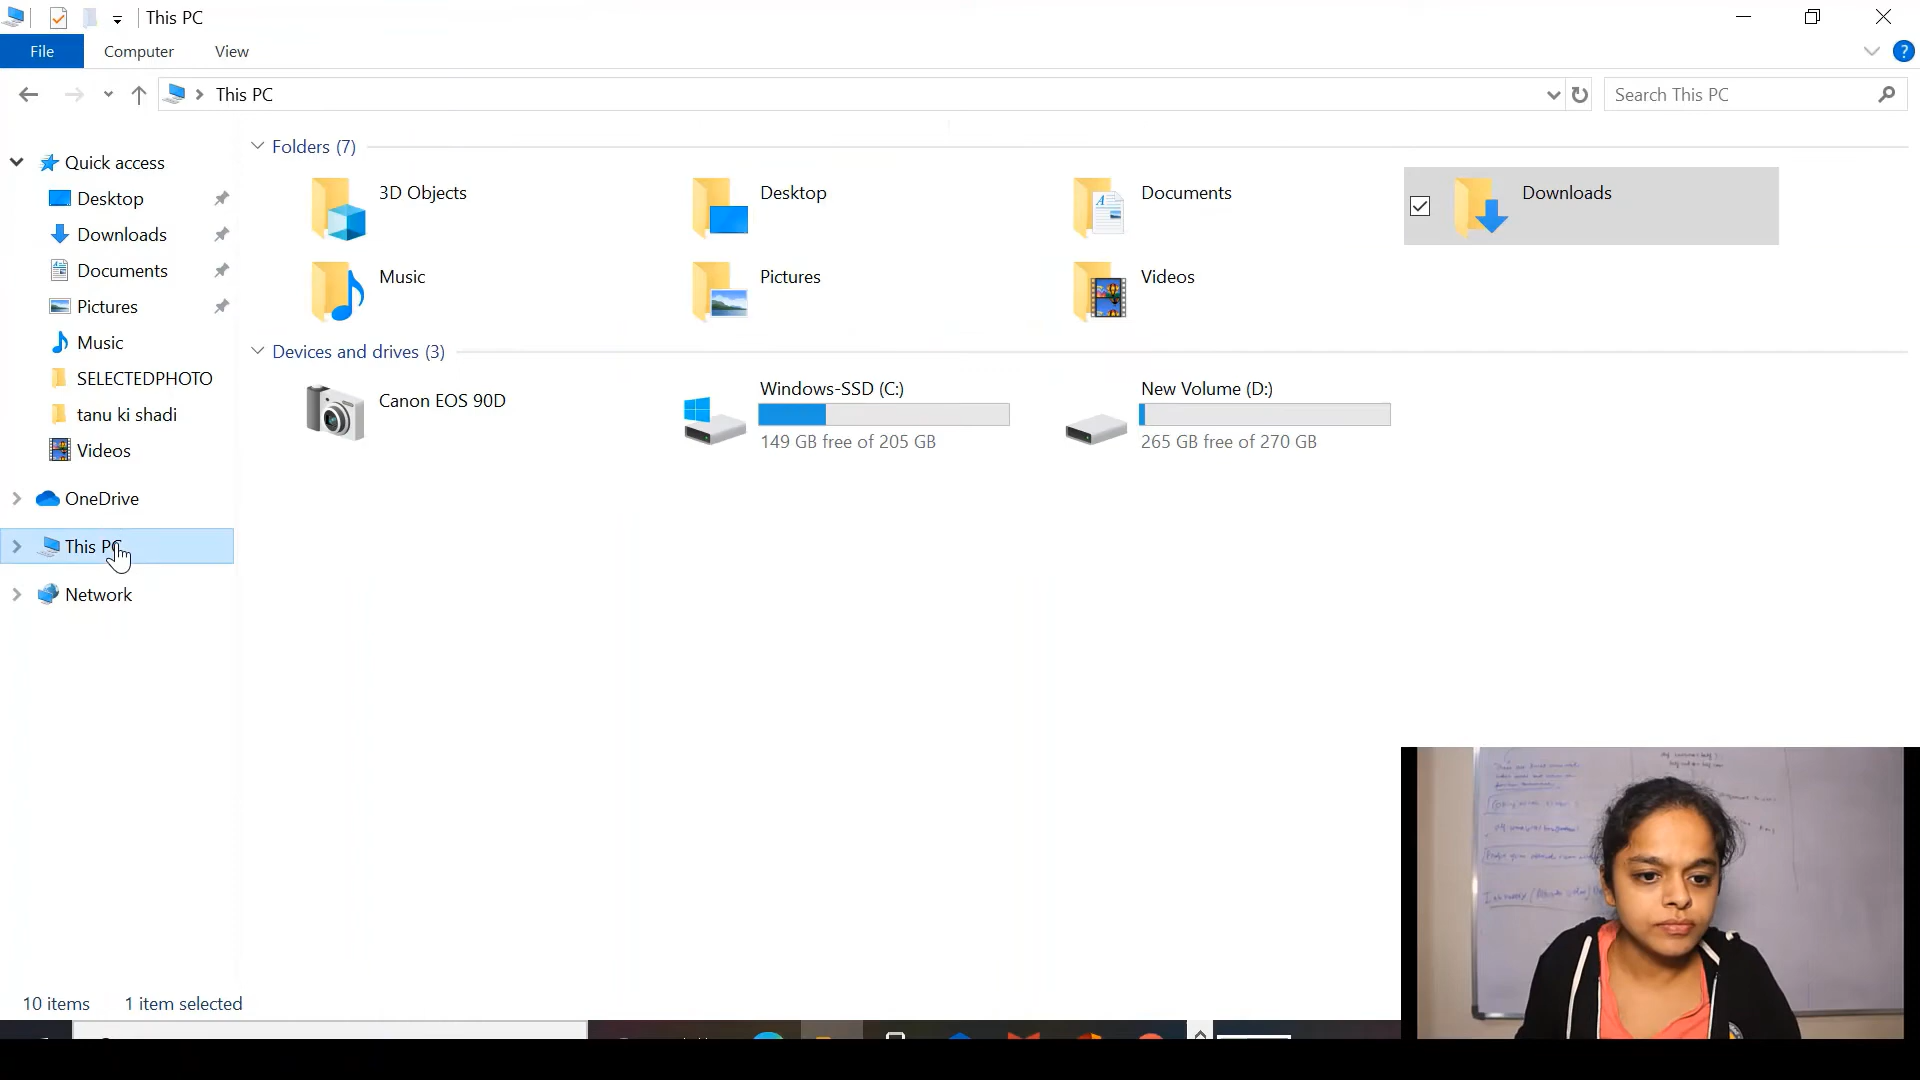 This PC
File
Computer
View
This PC
Search This PC
Quick access
Desktop
Downloads
Documents
Pictures
Music
SELECTEDPHOTO
tanu ki shadi
Videos
OneDrive
This PC
Network
Folders (7)
3D Objects
Desktop
Documents
Downloads
Music
Pictures
Videos
Devices and drives (3)
Canon EOS 90D
Windows-SSD (C:)
149 GB free of 205 GB
New Volume (D:)
265 GB free of 270 GB
10 items
1 item selected